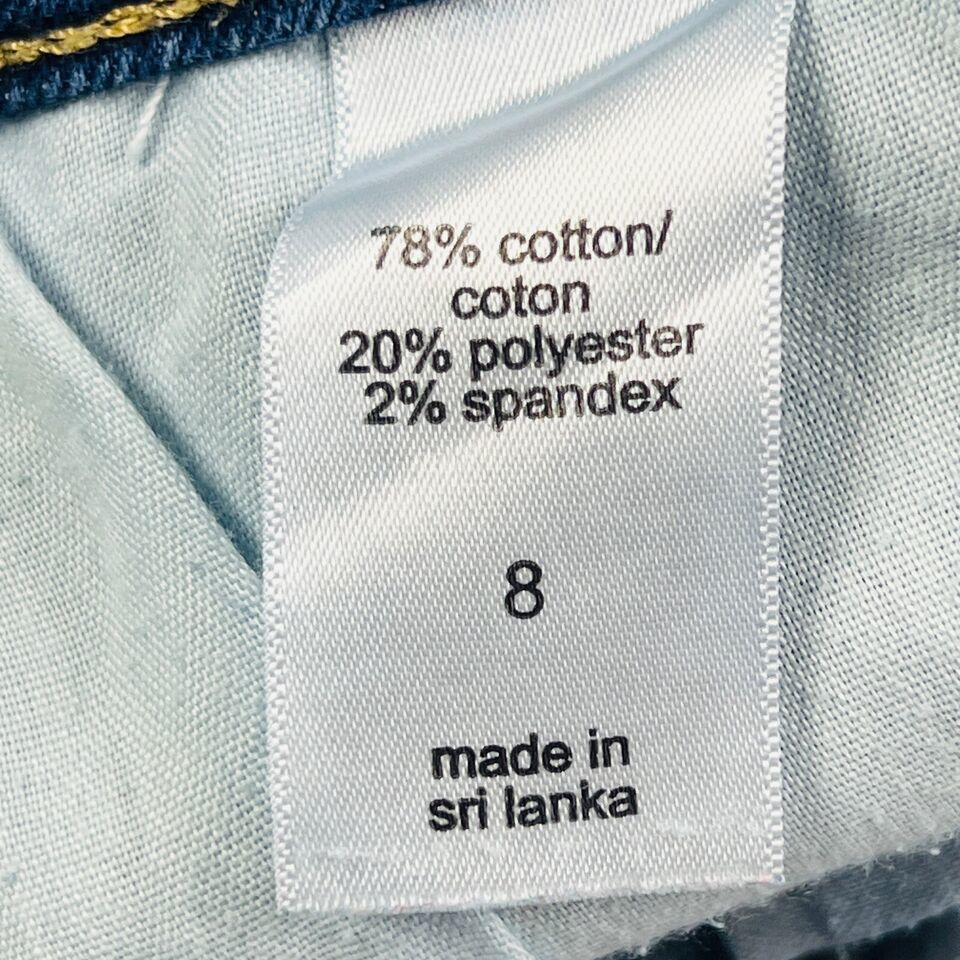 78% cotton/
coton
20% polyester
2% spandex
8
made in
sri lanka